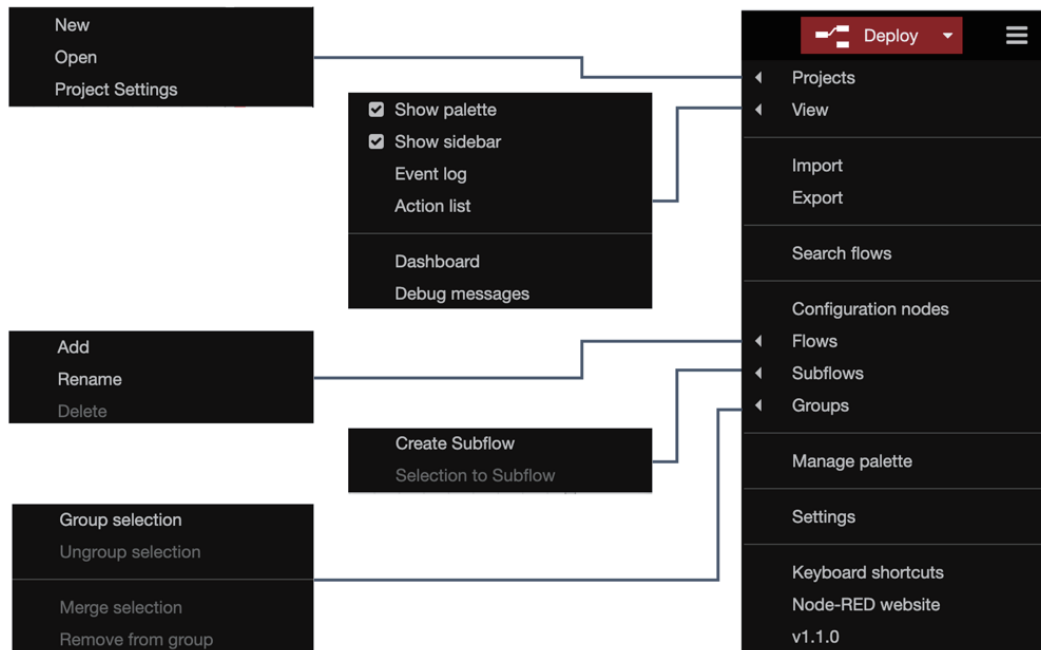 New
Open
Project Settings
Show palette
Show sidebar
Event log
Action list
Dashboard
Debug messages
Add
Rename
Delete
Create Subflow
Selection to Subflow
Group selection
Ungroup selection
Merge selection
Remove from group
Deploy
Projects
View
Import
Export
Search flows
Configuration nodes
Flows
Subflows
Groups
Manage palette
Settings
Keyboard shortcuts
Node-RED website
v1.1.0